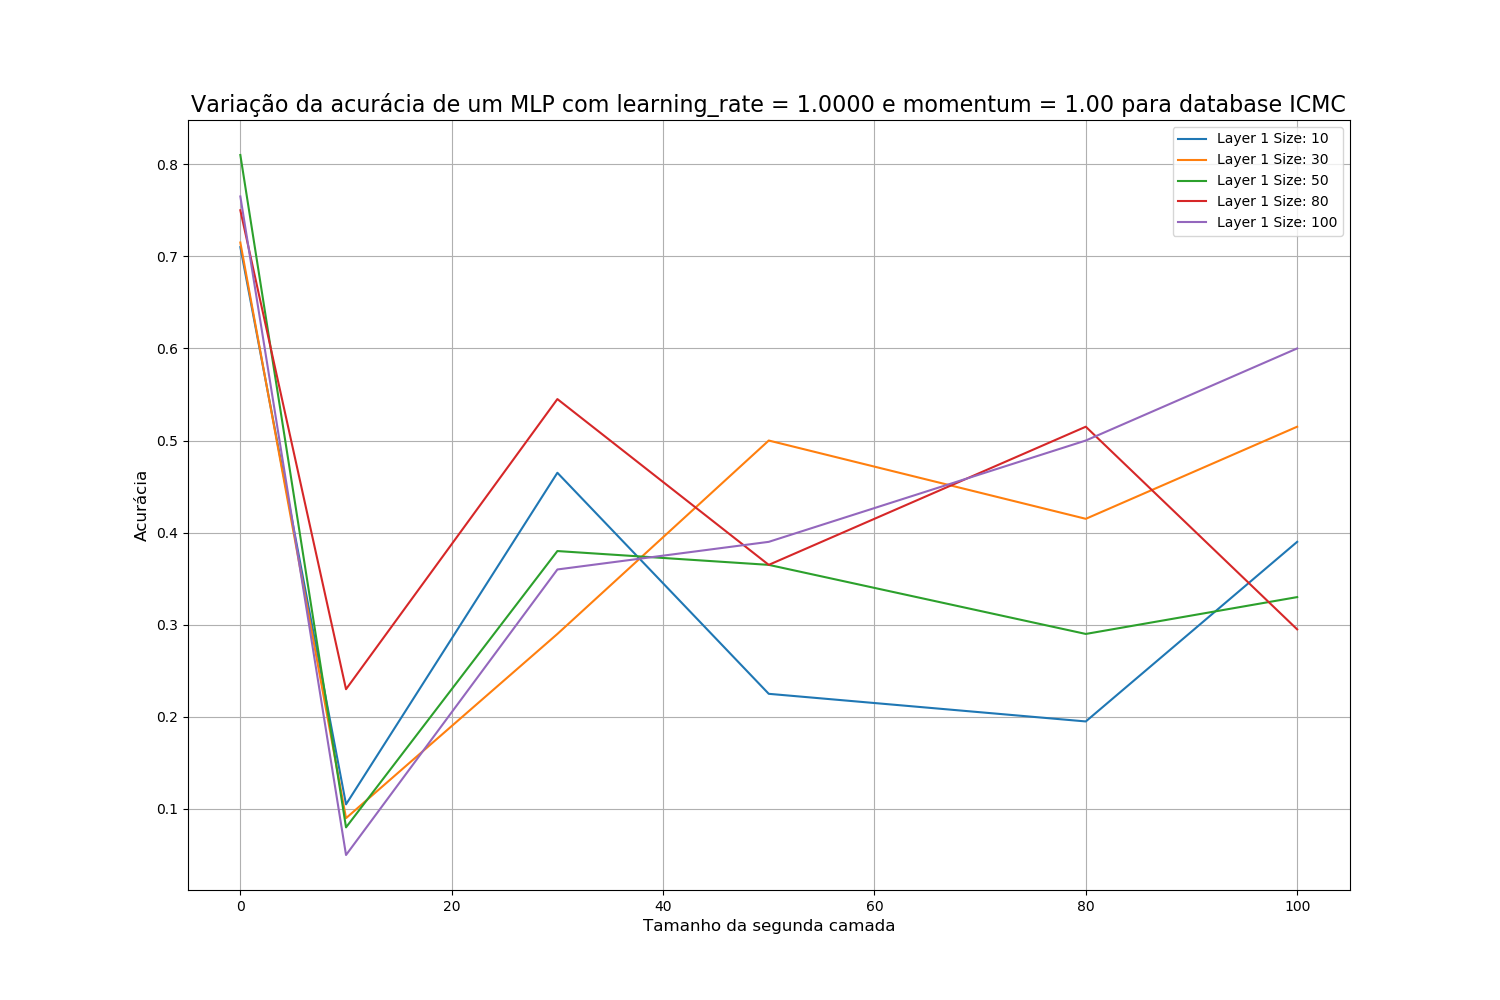 Variação da acurácia de um MLP com learning_rate = 1.0000 e momentum = 1.00 para database ICMC
Layer 1 Size: 10
Layer 1 Size: 30
Layer 1 Size: 50
Layer 1 Size: 80
Layer 1 Size: 100
0.8
0.7
0.6
0.5
0.4
0.3
0.2
0.1
Acurácia
0 20 40 60 80 100
Tamanho da segunda camada